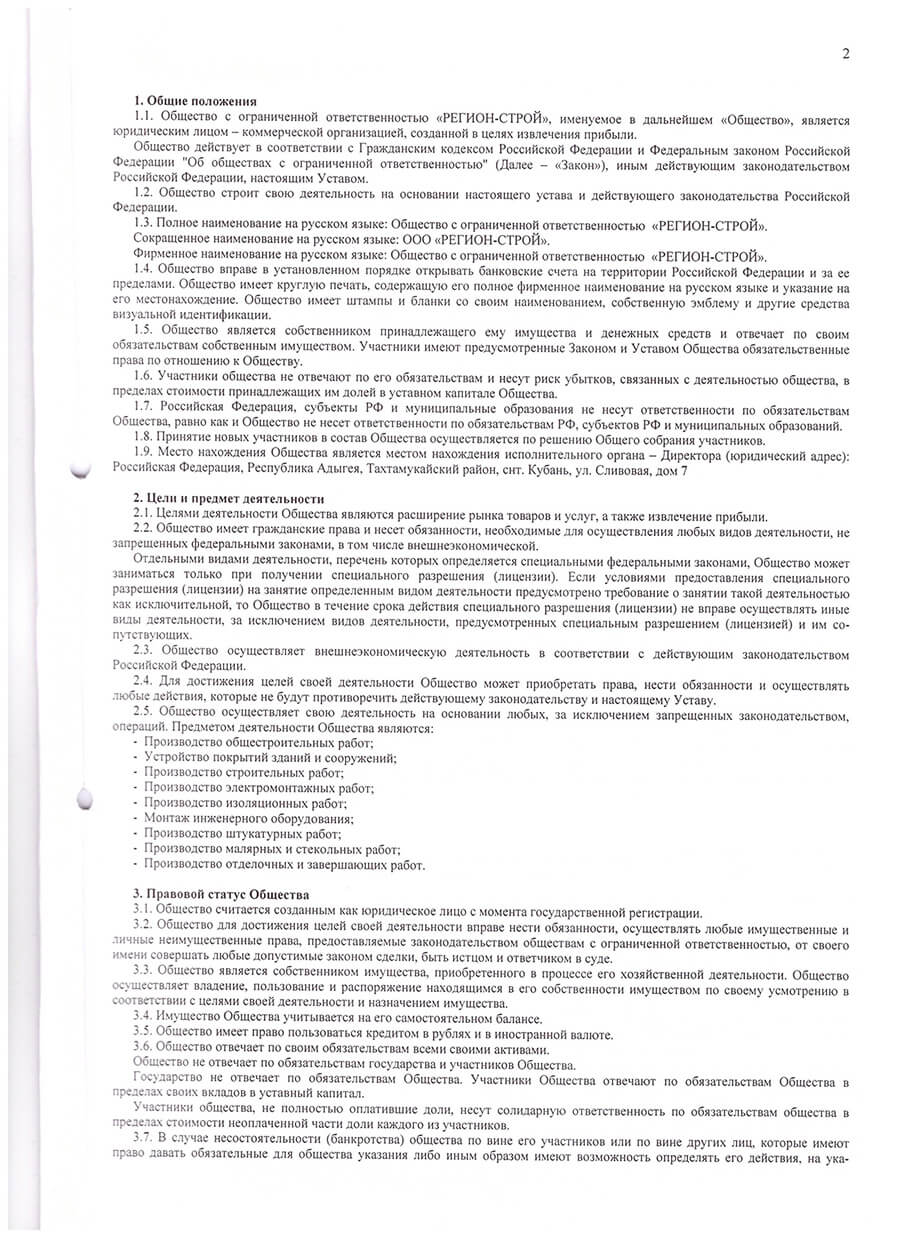 2
1. Общие положения
1.1. Общество с ограниченной ответственностью «РЕГИОН-СТРОЙ», именуемое в дальнейшем «Общество», является
юридическим лицом – коммерческой организацией, созданной в целях извлечения прибыли.
Общество действует в соответствии с Гражданским кодексом Российской Федерации и Федеральным законом Российской
Федерации "Об обществах с ограниченной ответственностью" (Далее – «Закон»), иным действующим законодательством
Российской Федерации, настоящим Уставом.
1.2. Общество строит свою деятельность на основании настоящего устава и действующего законодательства Российской
Федерации.
1.3. Полное наименование на русском языке: Общество с ограниченной ответственностью «РЕГИОН-СТРОЙ».
Сокращенное наименование на русском языке: ООО «РЕГИОН-СТРОЙ».
Фирменное наименование на русском языке: Общество с ограниченной ответственностью «РЕГИОН-СТРОЙ».
1.4. Общество вправе в установленном порядке открывать банковские счета на территории Российской Федерации и за ее
пределами. Общество имеет круглую печать, содержащую его полное фирменное наименование на русском языке и указание на
его местонахождение. Общество имеет штампы и бланки со своим наименованием, собственную эмблему и другие средства
визуальной идентификации.
1.5. Общество является собственником принадлежащего ему имущества и денежных средств и отвечает по своим
обязательствам собственным имуществом. Участники имеют предусмотренные Законом и Уставом Общества обязательственные
права по отношению к Обществу.
1.6. Участники общества не отвечают по его обязательствам и несут риск убытков, связанных с деятельностью общества, в
пределах стоимости принадлежащих им долей в уставном капитале Общества.
1.7. Российская Федерация, субъекты РФ и муниципальные образования не несут ответственности по обязательствам
Общества, равно как и Общество не несет ответственности по обязательствам РФ, субъектов РФ и муниципальных образований.
1.8. Принятие новых участников в состав Общества осуществляется по решению Общего собрания участников.
1.9. Место нахождения Общества является местом нахождения исполнительного органа – Директора (юридический адрес):
Российская Федерация, Республика Адыгея, Тахтамукайский район, снт. Кубань, ул. Сливовая, дом 7
2. Цели и предмет деятельности
2.1. Целями деятельности Общества являются расширение рынка товаров и услуг, а также извлечение прибыли.
2.2. Общество имеет гражданские права и несет обязанности, необходимые для осуществления любых видов деятельности, не
запрещенных федеральными законами, в том числе внешнеэкономической.
Отдельными видами деятельности, перечень которых определяется специальными федеральными законами, Общество может
заниматься только при получении специального разрешения (лицензии). Если условиями предоставления специального
разрешения (лицензии) на занятие определенным видом деятельности предусмотрено требование о занятии такой деятельностью
как исключительной, то Общество в течение срока действия специального разрешения (лицензии) не вправе осуществлять иные
виды деятельности, за исключением видов деятельности, предусмотренных специальным разрешением (лицензией) и им со-
путствующих.
2.3. Общество осуществляет внешнеэкономическую деятельность в соответствии с действующим законодательством
Российской Федерации.
2.4. Для достижения целей своей деятельности Общество может приобретать права, нести обязанности и осуществлять
любые действия, которые не будут противоречить действующему законодательству и настоящему Уставу.
2.5. Общество осуществляет свою деятельность на основании любых, за исключением запрещенных законодательством,
операций. Предметом деятельности Общества являются:
- Производство общестроительных работ;
- Устройство покрытий зданий и сооружений;
- Производство строительных работ;
- Производство электромонтажных работ;
- Производство изоляционных работ;
- Монтаж инженерного оборудования;
- Производство штукатурных работ;
- Производство малярных и стекольных работ;
- Производство отделочных и завершающих работ.
3. Правовой статус Общества
3.1. Общество считается созданным как юридическое лицо с момента государственной регистрации.
3.2. Общество для достижения целей своей деятельности вправе нести обязанности, осуществлять любые имущественные и
личные неимущественные права, предоставляемые законодательством обществам с ограниченной ответственностью, от своего
имени совершать любые допустимые законом сделки, быть истцом и ответчиком в суде.
3.3. Общество является собственником имущества, приобретенного в процессе его хозяйственной деятельности. Общество
осуществляет владение, пользование и распоряжение находящимся в его собственности имуществом по своему усмотрению в
соответствии с целями своей деятельности и назначением имущества.
3.4. Имущество Общества учитывается на его самостоятельном балансе.
3.5. Общество имеет право пользоваться кредитом в рублях и в иностранной валюте.
3.6. Общество отвечает по своим обязательствам всеми своими активами.
Общество не отвечает по обязательствам государства и участников Общества.
Государство не отвечает по обязательствам Общества. Участники Общества отвечают по обязательствам Общества в
пределах своих вкладов в уставный капитал.
Участники общества, не полностью оплатившие доли, несут солидарную ответственность по обязательствам общества в
пределах стоимости неоплаченной части доли каждого из участников.
3.7. В случае несостоятельности (банкротства) общества по вине его участников или по вине других лиц, которые имеют
право давать обязательные для общества указания либо иным образом имеют возможность определять его действия, на ука-